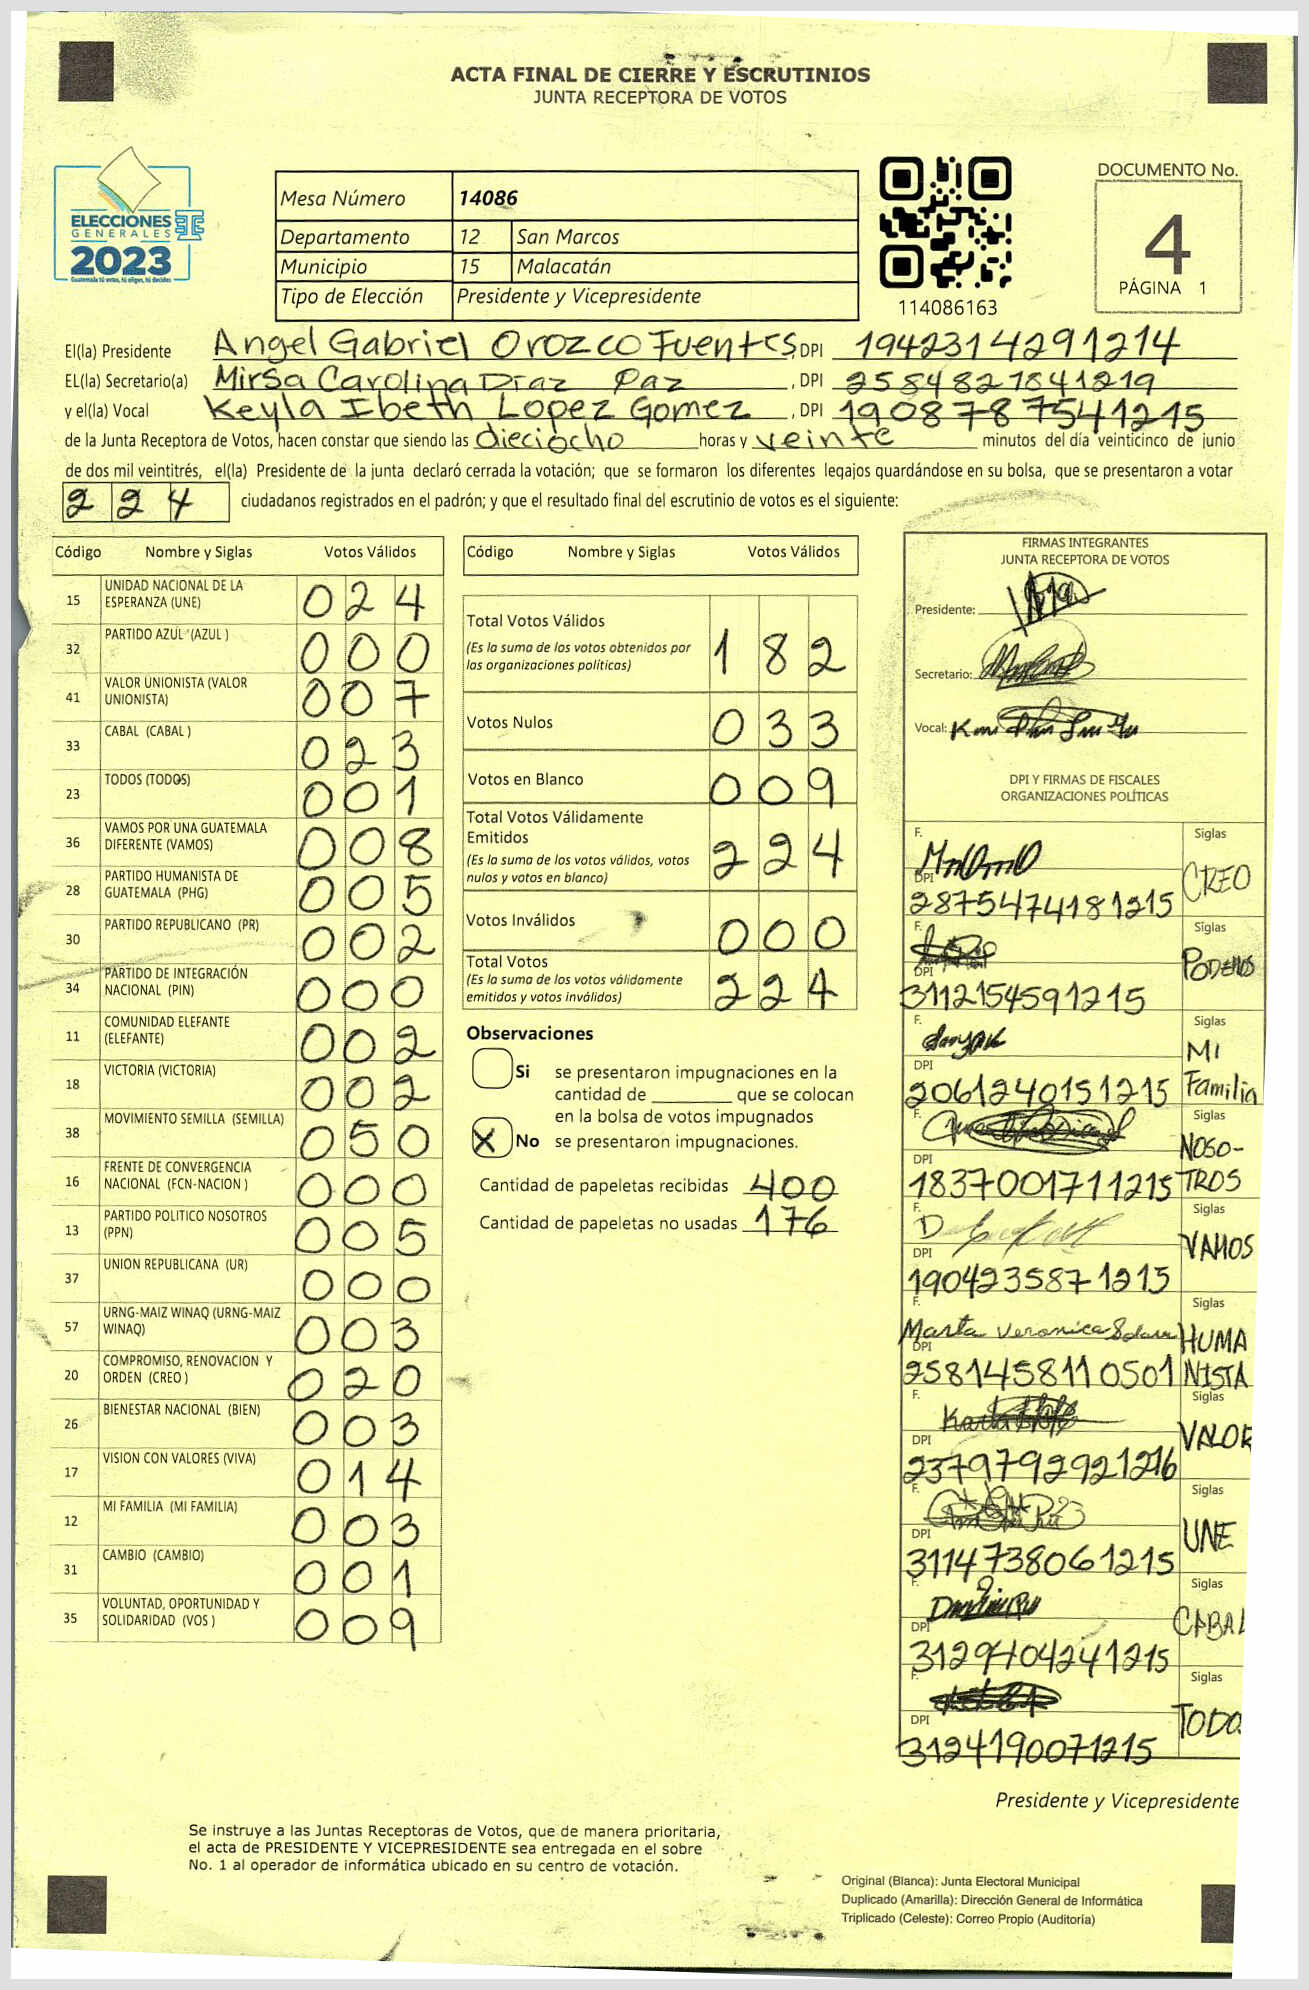 ACTA FINAL DE CIERRE Y ESCRUTINIOS
JUNTA RECEPTORA DE VOTOS
ELECCIONES
GENERALES
2023
Guatemala tú votas, tú eliges, tú decides
Mesa Número 14086
Departamento 12 San Marcos
Municipio 15 Malacatán
Tipo de Elección Presidente y Vicepresidente
114086163
DOCUMENTO No.
4
PÁGINA 1
El(la) Presidente Angel Gabriel Orozco Fuentes, DPI 1942314291214
EL(la) Secretario(a) Mirsa Carolina Diaz Paz, DPI 2584827841219
y el(la) Vocal Keyla Ibeth Lopez Gomez, DPI 1908787541215
de la Junta Receptora de Votos, hacen constar que siendo las dieciocho horas y veinte minutos del día veinticinco de junio
de dos mil veintitrés, el(la) Presidente de la junta declaró cerrada la votación; que se formaron los diferentes legajos guardándose en su bolsa, que se presentaron a votar
224 ciudadanos registrados en el padrón; y que el resultado final del escrutinio de votos es el siguiente:
Código Nombre y Siglas Votos Válidos
15 UNIDAD NACIONAL DE LA ESPERANZA (UNE) 024
32 PARTIDO AZUL (AZUL ) 000
41 VALOR UNIONISTA (VALOR UNIONISTA) 007
33 CABAL (CABAL ) 023
23 TODOS (TODOS) 001
36 VAMOS POR UNA GUATEMALA DIFERENTE (VAMOS) 008
28 PARTIDO HUMANISTA DE GUATEMALA (PHG) 005
30 PARTIDO REPUBLICANO (PR) 002
34 PARTIDO DE INTEGRACIÓN NACIONAL (PIN) 000
11 COMUNIDAD ELEFANTE (ELEFANTE) 002
18 VICTORIA (VICTORIA) 002
38 MOVIMIENTO SEMILLA (SEMILLA) 050
16 FRENTE DE CONVERGENCIA NACIONAL (FCN-NACION ) 000
13 PARTIDO POLITICO NOSOTROS (PPN) 005
37 UNION REPUBLICANA (UR) 000
57 URNG-MAIZ WINAQ (URNG-MAIZ WINAQ) 003
20 COMPROMISO, RENOVACION Y ORDEN (CREO ) 020
26 BIENESTAR NACIONAL (BIEN) 003
17 VISION CON VALORES (VIVA) 014
12 MI FAMILIA (MI FAMILIA) 003
31 CAMBIO (CAMBIO) 001
35 VOLUNTAD, OPORTUNIDAD Y SOLIDARIDAD (VOS ) 009
Código Nombre y Siglas Votos Válidos
Total Votos Válidos 182
(Es la suma de los votos obtenidos por
las organizaciones políticas)
Votos Nulos 033
Votos en Blanco 009
Total Votos Válidamente
Emitidos 224
(Es la suma de los votos válidos, votos
nulos y votos en blanco)
Votos Inválidos 000
Total Votos 224
(Es la suma de los votos válidamente
emitidos y votos inválidos)
Observaciones
Si se presentaron impugnaciones en la
cantidad de ________ que se colocan
en la bolsa de votos impugnados
X No se presentaron impugnaciones.
Cantidad de papeletas recibidas 400
Cantidad de papeletas no usadas 176
FIRMAS INTEGRANTES
JUNTA RECEPTORA DE VOTOS
Presidente:
Secretario:
Vocal:
DPI Y FIRMAS DE FISCALES
ORGANIZACIONES POLÍTICAS
F. Siglas
DPI 2875474181215 CREO
F. Siglas
DPI 3112154591215 PODEMOS
F. Siglas
DPI 2061240151215 MI Familia
F. Siglas
DPI 1837001711215 NOSO-TROS
F. Siglas
DPI 1904235871215 VAMOS
F. Marta Veronica Siglas
DPI 2581458110501 HUMANISTA
F. Karla Siglas
DPI 2379792921216 VALOR
F. Siglas
DPI 3114738061215 UNE
F. Siglas
DPI 3129404241215 CABAL
F. Siglas
DPI 3124190071215 TODO
Presidente y Vicepresidente
Se instruye a las Juntas Receptoras de Votos, que de manera prioritaria,
el acta de PRESIDENTE Y VICEPRESIDENTE sea entregada en el sobre
No. 1 al operador de informática ubicado en su centro de votación.
Original (Blanca): Junta Electoral Municipal
Duplicado (Amarilla): Dirección General de Informática
Triplicado (Celeste): Correo Propio (Auditoría)